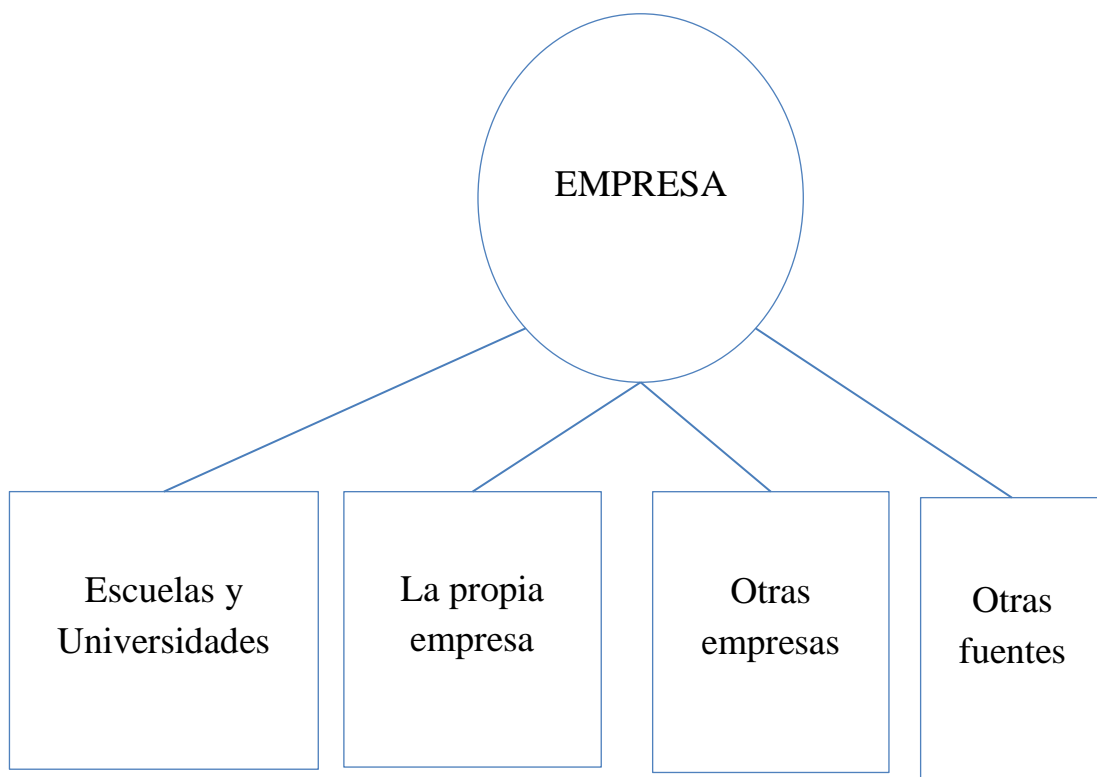 EMPRESA
Escuelas y
Universidades
La propia
empresa
Otras
empresas
Otras
fuentes